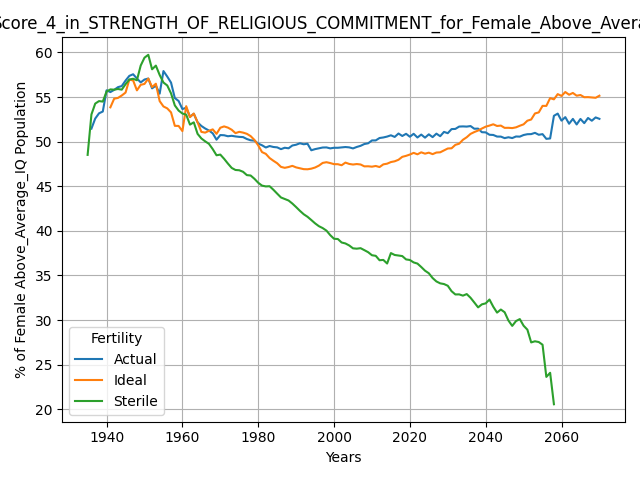 Score_4_in_STRENGTH_OF_RELIGIOUS_COMMITMENT_for_Female_Above_Avera
% of Female Above_Average_IQ Population
60
55
50
45
40
35
30
25
20
Fertility
Actual
Ideal
Sterile
1940
1960
1980
2000
2020
2040
2060
Years